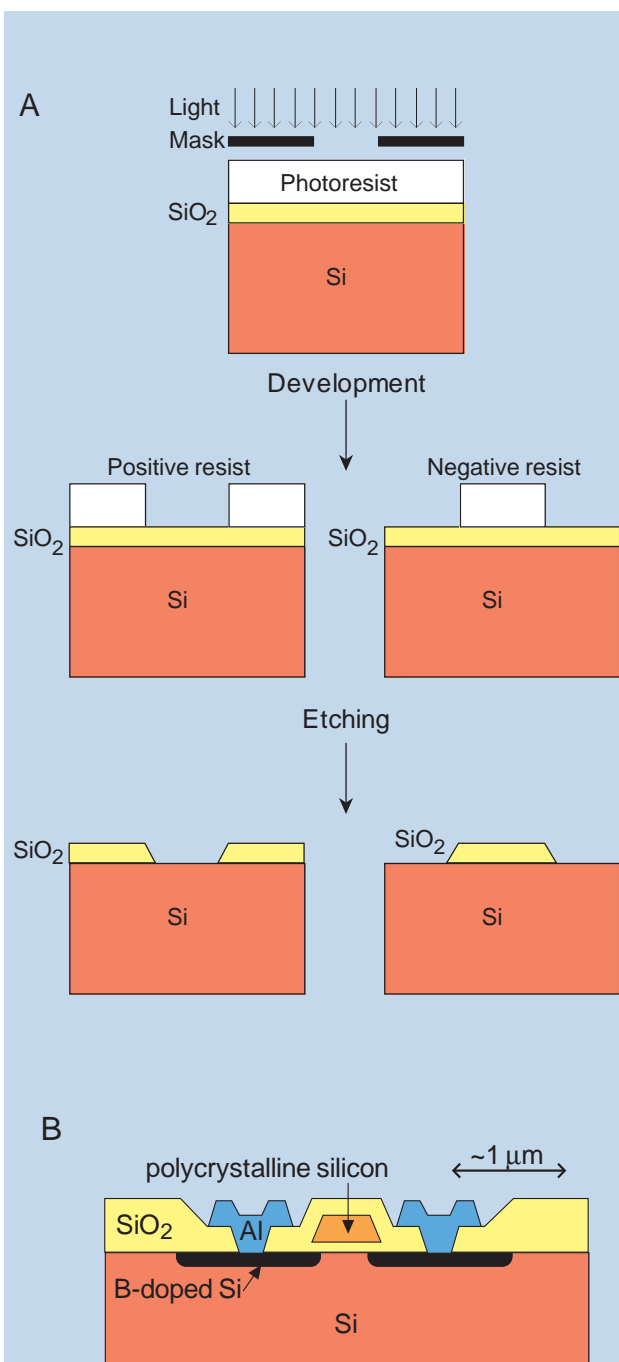 A
Light
Mask
Photoresist
SiO2
Si
Development
Positive resist
Negative resist
SiO2
SiO2
Si
Si
Etching
SiO2
SiO2
Si
Si
B
~1 μm
polycrystalline silicon
SiO2
Al
B-doped Si
Si